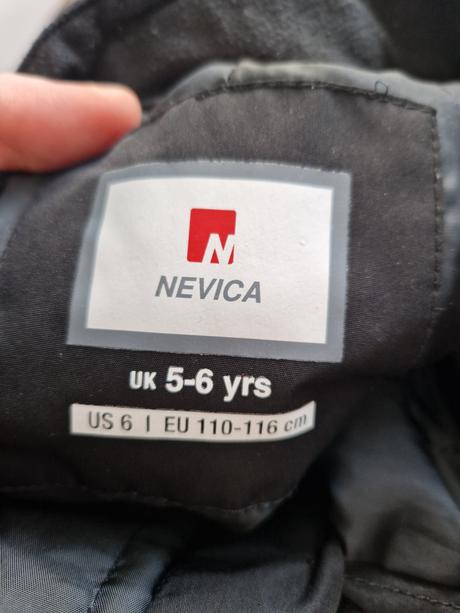 N
NEVICA
UK 5-6 yrs
US 6 | EU 110-116 cm